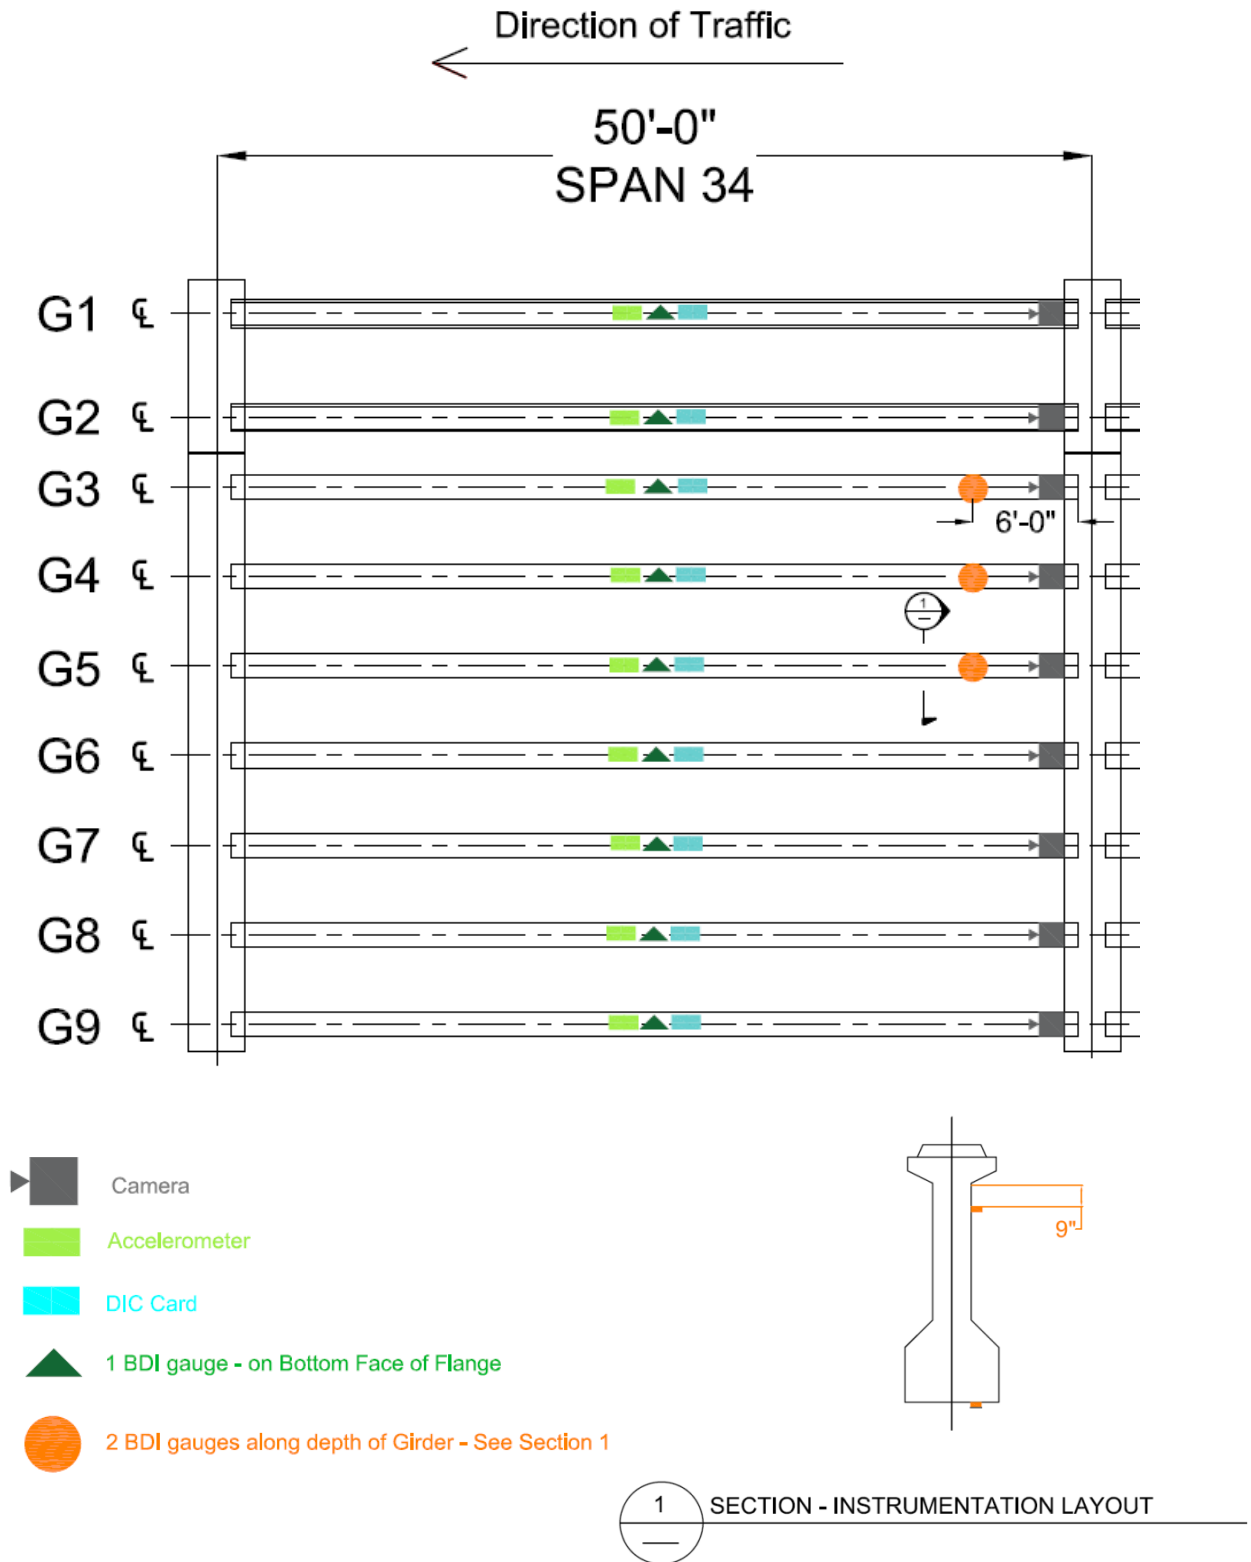 Direction of Traffic
50'-0"
SPAN 34
G1 ℄
G2 ℄
G3 ℄
6'-0"
G4 ℄
1
G5 ℄
G6 ℄
G7 ℄
G8 ℄
G9 ℄
Camera
Accelerometer
DIC Card
1 BDI gauge - on Bottom Face of Flange
2 BDI gauges along depth of Girder - See Section 1
9"
1 SECTION - INSTRUMENTATION LAYOUT